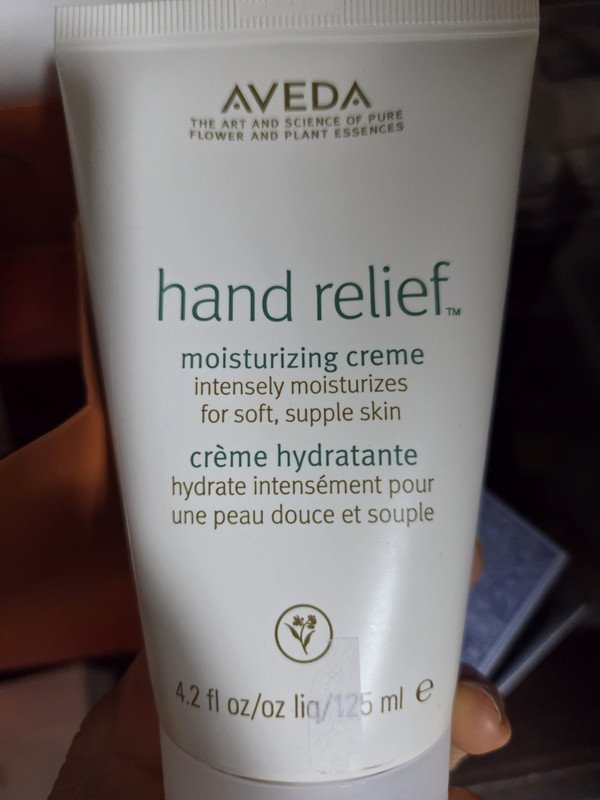 AVEDA
THE ART AND SCIENCE OF PURE
FLOWER AND PLANT ESSENCES
hand relief™
moisturizing creme
intensely moisturizes
for soft, supple skin
crème hydratante
hydrate intensément pour
une peau douce et souple
4.2 fl oz/oz liq/125 ml ℮